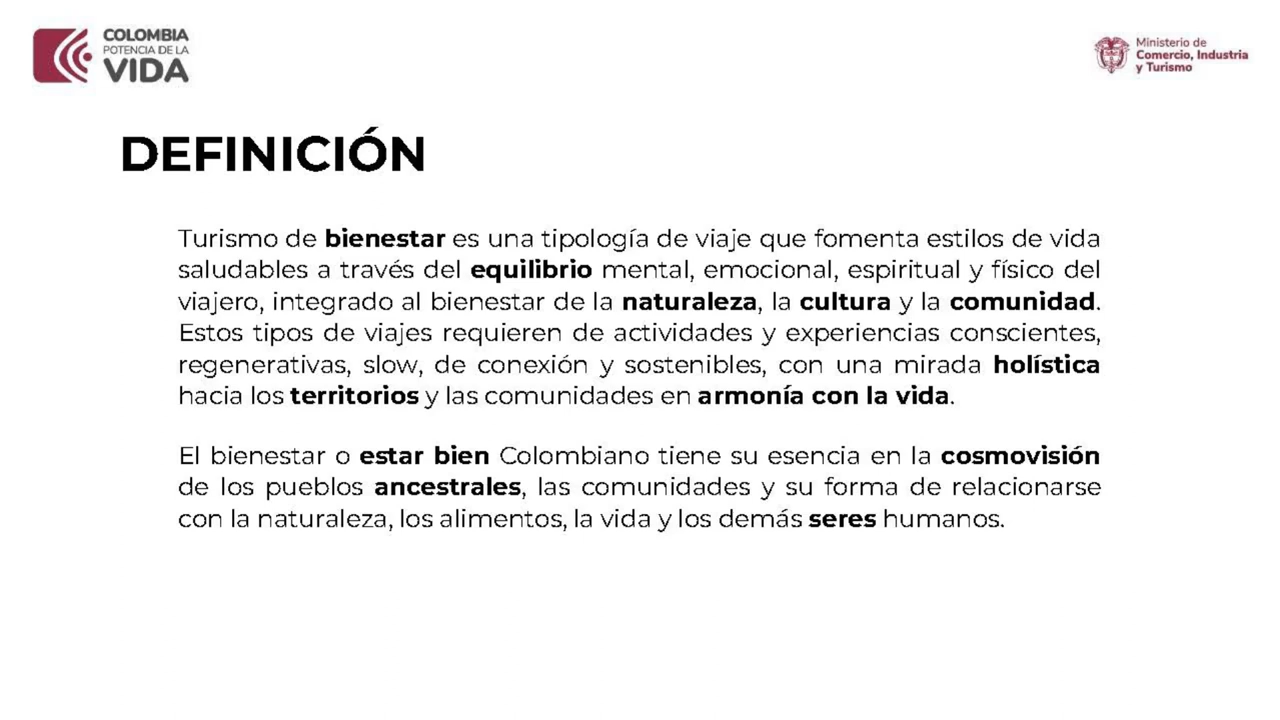 COLOMBIA
POTENCIA DE LA
VIDA
Ministerio de
Comercio, Industria
y Turismo
DEFINICIÓN
Turismo de bienestar es una tipología de viaje que fomenta estilos de vida
saludables a través del equilibrio mental, emocional, espiritual y físico del
viajero, integrado al bienestar de la naturaleza, la cultura y la comunidad.
Estos tipos de viajes requieren de actividades y experiencias conscientes,
regenerativas, slow, de conexión y sostenibles, con una mirada holística
hacia los territorios y las comunidades en armonía con la vida.
El bienestar o estar bien Colombiano tiene su esencia en la cosmovisión
de los pueblos ancestrales, las comunidades y su forma de relacionarse
con la naturaleza, los alimentos, la vida y los demás seres humanos.